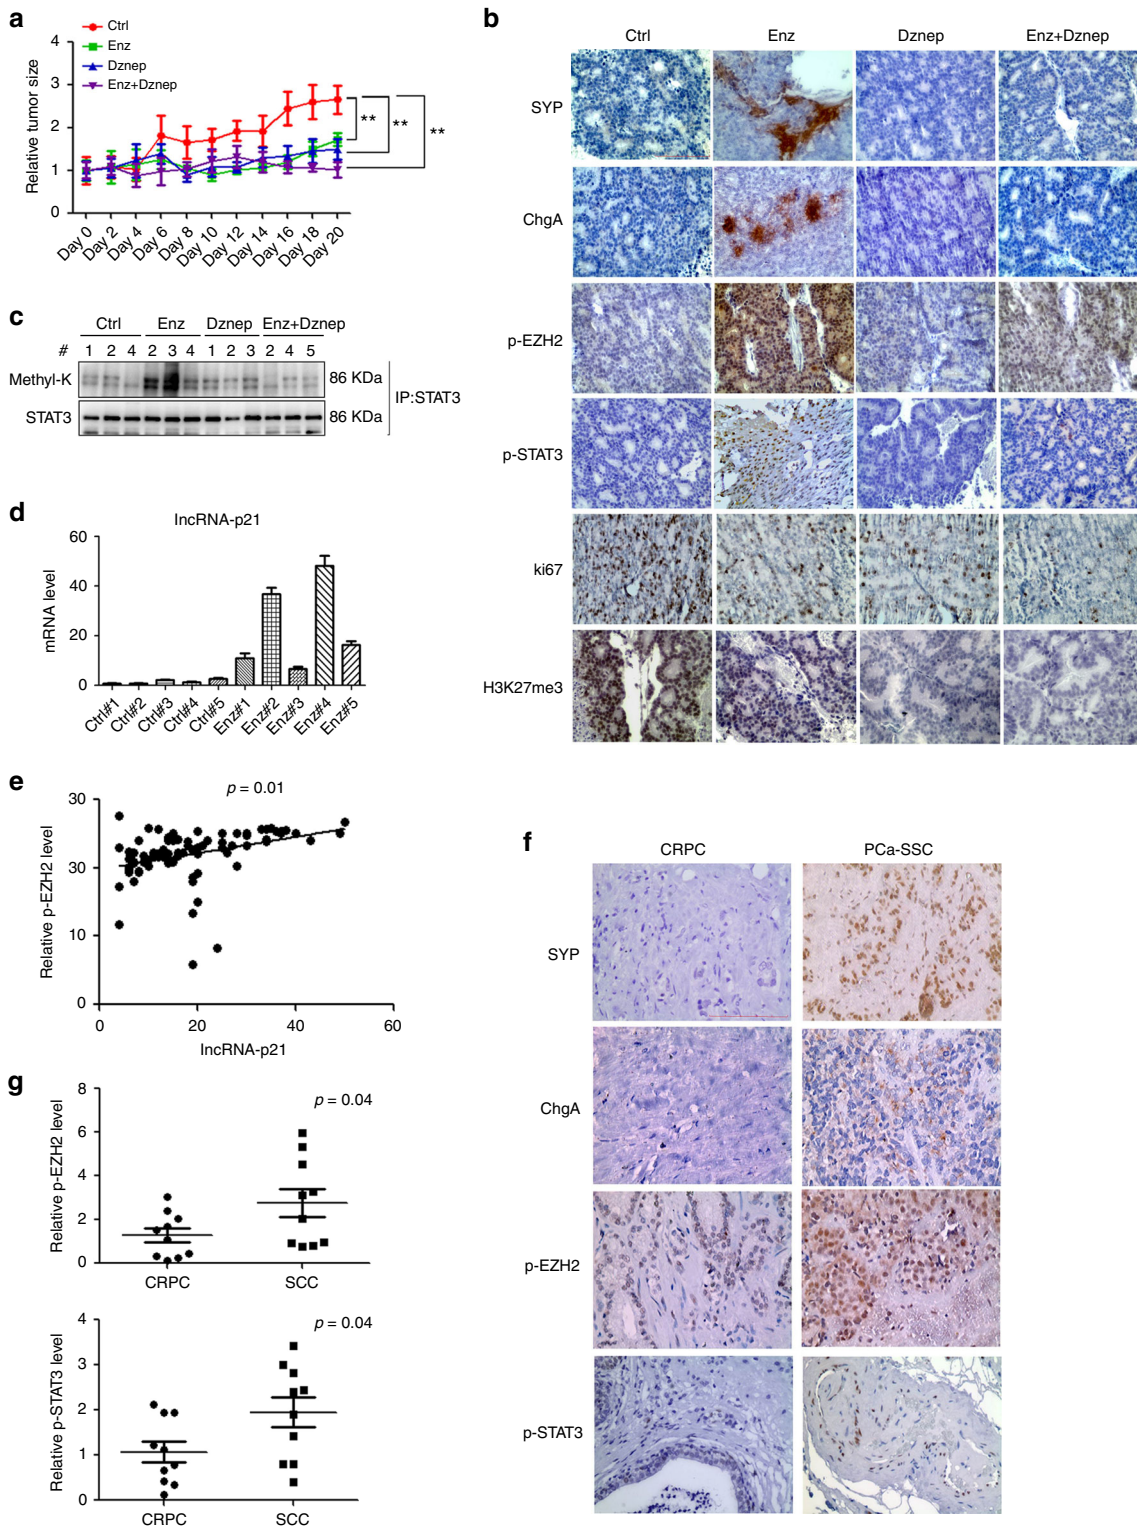 a
Ctrl
Enz
Dznep
Enz+Dznep
Relative tumor size
4
3
2
1
0
**
**
**
Day 0
Day 2
Day 4
Day 6
Day 8
Day 10
Day 12
Day 14
Day 16
Day 18
Day 20
b
Ctrl Enz Dznep Enz+Dznep
SYP
ChgA
p-EZH2
p-STAT3
ki67
H3K27me3
c
Ctrl Enz Dznep Enz+Dznep
# 1 2 4 2 3 4 1 2 3 2 4 5
Methyl-K 86 KDa
STAT3 86 KDa
IP:STAT3
d
lncRNA-p21
mRNA level
60
40
20
0
Ctrl#1
Ctrl#2
Ctrl#3
Ctrl#4
Ctrl#5
Enz#1
Enz#2
Enz#3
Enz#4
Enz#5
e
p = 0.01
Relative p-EZH2 level
30
30
10
0
0 20 40 60
lncRNA-p21
f
CRPC PCa-SSC
SYP
ChgA
p-EZH2
p-STAT3
g
p = 0.04
Relative p-EZH2 level
8
6
4
2
0
CRPC SCC
p = 0.04
Relative p-STAT3 level
4
3
2
1
0
CRPC SCC